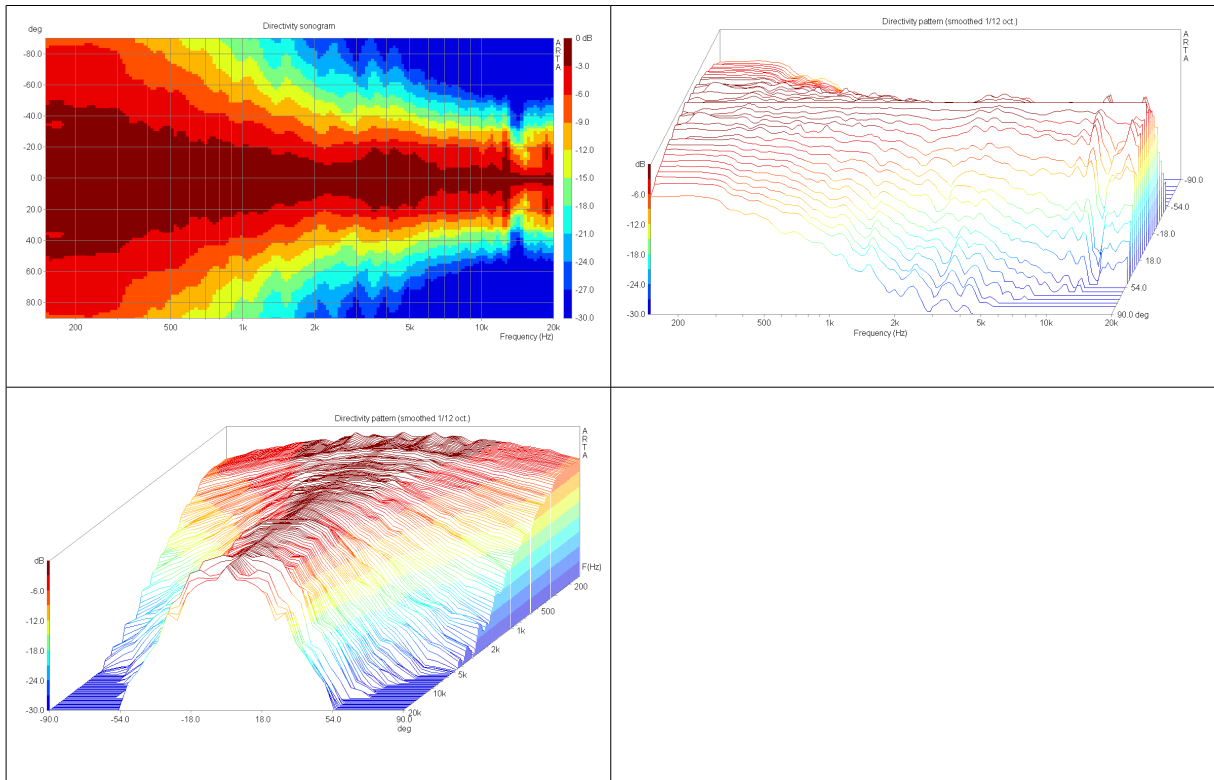 Directivity sonogram
deg
-80.0
-60.0
-40.0
-20.0
0.0
20.0
40.0
60.0
80.0
200 500 1k 2k 5k 10k 20k
Frequency (Hz)
A
R
T
A
0 dB
-3.0
-6.0
-9.0
-12.0
-15.0
-18.0
-21.0
-24.0
-27.0
-30.0
Directivity pattern (smoothed 1/12 oct.)
A
R
T
A
dB
-6.0
-12.0
-18.0
-24.0
-30.0
200 500 1k 2k 5k 10k 20k
Frequency (Hz)
-90.0
-54.0
-18.0
18.0
54.0
90.0 deg
Directivity pattern (smoothed 1/12 oct.)
A
R
T
A
dB
-6.0
-12.0
-18.0
-24.0
-30.0
-90.0 -54.0 -18.0 18.0 54.0 90.0
deg
F(Hz)
200
500
1k
2k
5k
10k
20k